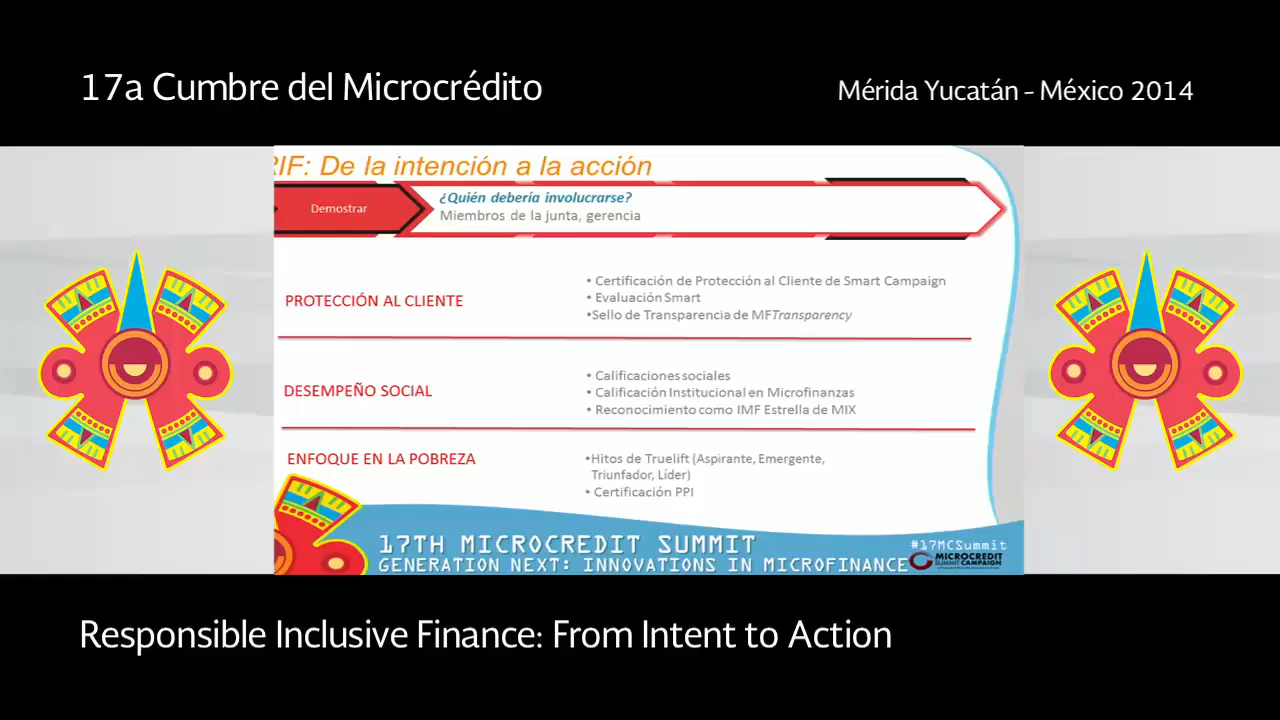 17a Cumbre del Microcrédito
Mérida Yucatán - México 2014
RIF: De la intención a la acción
Demostrar
¿Quién debería involucrarse?
Miembros de la junta, gerencia
PROTECCIÓN AL CLIENTE
• Certificación de Protección al Cliente de Smart Campaign
• Evaluación Smart
•Sello de Transparencia de MFTransparency
DESEMPEÑO SOCIAL
• Calificaciones sociales
• Calificación Institucional en Microfinanzas
• Reconocimiento como IMF Estrella de MIX
ENFOQUE EN LA POBREZA
•Hitos de Truelift (Aspirante, Emergente,
Triunfador, Líder)
• Certificación PPI
17TH MICROCREDIT SUMMIT
GENERATION NEXT: INNOVATIONS IN MICROFINANCE
#17MCSummit
MICROCREDIT
SUMMIT CAMPAIGN
Responsible Inclusive Finance: From Intent to Action